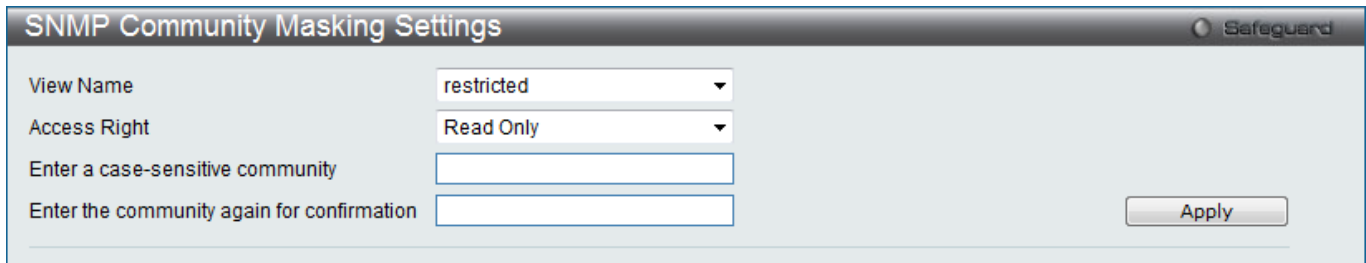 SNMP Community Masking Settings
Safeguard
View Name restricted
Access Right Read Only
Enter a case-sensitive community
Enter the community again for confirmation Apply